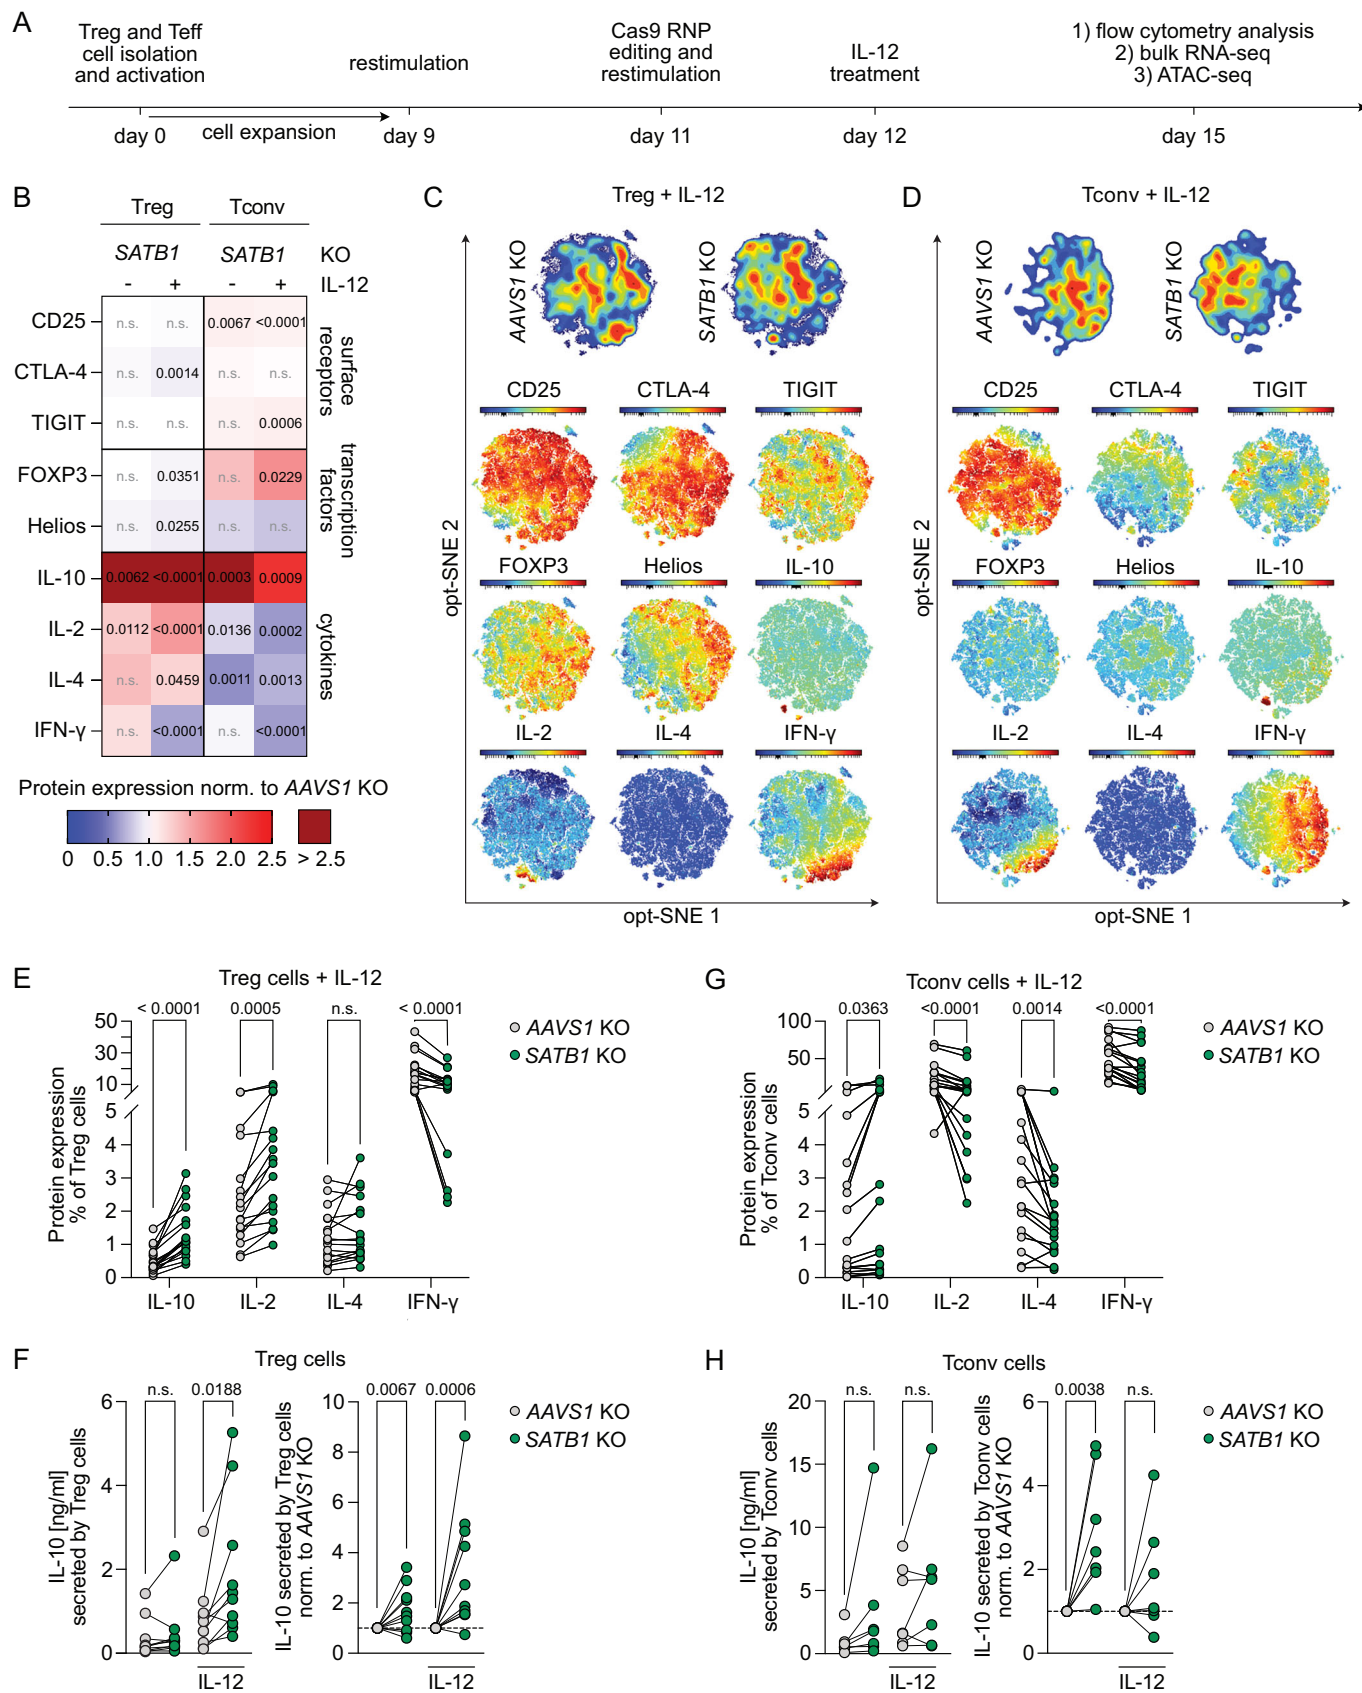 A
Treg and Teff
cell isolation
and activation
restimulation
Cas9 RNP
editing and
restimulation
IL-12
treatment
1) flow cytometry analysis
2) bulk RNA-seq
3) ATAC-seq
day 0
cell expansion
day 9
day 11
day 12
day 15
B
Treg Tconv
SATB1 SATB1 KO
- + - + IL-12
CD25 n.s. n.s. 0.0067 <0.0001
CTLA-4 n.s. 0.0014 n.s. n.s.
TIGIT n.s. n.s. n.s. 0.0006
FOXP3 n.s. 0.0351 n.s. 0.0229
Helios n.s. 0.0255 n.s. n.s.
IL-10 0.0062 <0.0001 0.0003 0.0009
IL-2 0.0112 <0.0001 0.0136 0.0002
IL-4 n.s. 0.0459 0.0011 0.0013
IFN-γ n.s. <0.0001 n.s. <0.0001
surface
receptors
transcription
factors
cytokines
Protein expression norm. to AAVS1 KO
0 0.5 1.0 1.5 2.0 2.5 > 2.5
C
Treg + IL-12
AAVS1 KO
SATB1 KO
CD25 CTLA-4 TIGIT
FOXP3 Helios IL-10
IL-2 IL-4 IFN-γ
opt-SNE 2
opt-SNE 1
D
Tconv + IL-12
AAVS1 KO
SATB1 KO
CD25 CTLA-4 TIGIT
FOXP3 Helios IL-10
IL-2 IL-4 IFN-γ
opt-SNE 2
opt-SNE 1
E
Treg cells + IL-12
< 0.0001 0.0005 n.s. < 0.0001
AAVS1 KO
SATB1 KO
Protein expression
% of Treg cells
50
30
10
5
4
3
2
1
0
IL-10 IL-2 IL-4 IFN-γ
G
Tconv cells + IL-12
0.0363 <0.0001 0.0014 <0.0001
AAVS1 KO
SATB1 KO
Protein expression
% of Tconv cells
100
50
5
4
3
2
1
0
IL-10 IL-2 IL-4 IFN-γ
F
Treg cells
n.s. 0.0188
IL-10 [ng/ml]
secreted by Treg cells
6
4
2
0
IL-12
0.0067 0.0006
IL-10 secreted by Treg cells
norm. to AAVS1 KO
10
8
6
4
2
0
IL-12
AAVS1 KO
SATB1 KO
H
Tconv cells
n.s. n.s.
IL-10 [ng/ml]
secreted by Tconv cells
20
15
10
5
0
IL-12
0.0038 n.s.
IL-10 secreted by Tconv cells
norm. to AAVS1 KO
6
4
2
0
IL-12
AAVS1 KO
SATB1 KO